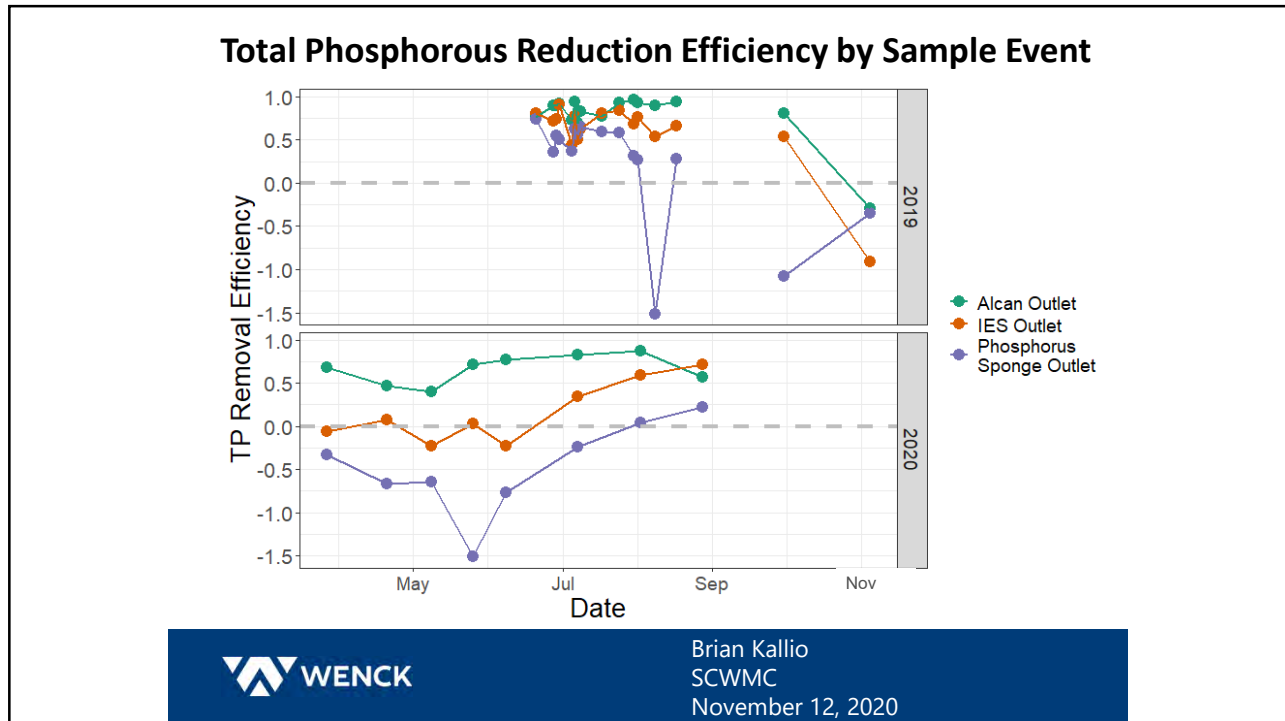 Total Phosphorous Reduction Efficiency by Sample Event
TP Removal Efficiency
1.0
0.5
0.0
-0.5
-1.0
-1.5
2019
1.0
0.5
0.0
-0.5
-1.0
-1.5
2020
May
Jul
Sep
Nov
Date
Alcan Outlet
IES Outlet
Phosphorus
Sponge Outlet
WENCK
Brian Kallio
SCWMC
November 12, 2020